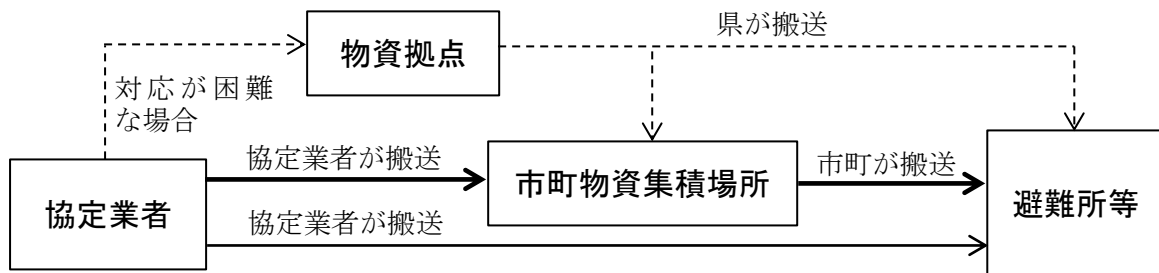 県が搬送
物資拠点
対応が困難
な場合
協定業者が搬送
市町物資集積場所
市町が搬送
協定業者
協定業者が搬送
避難所等